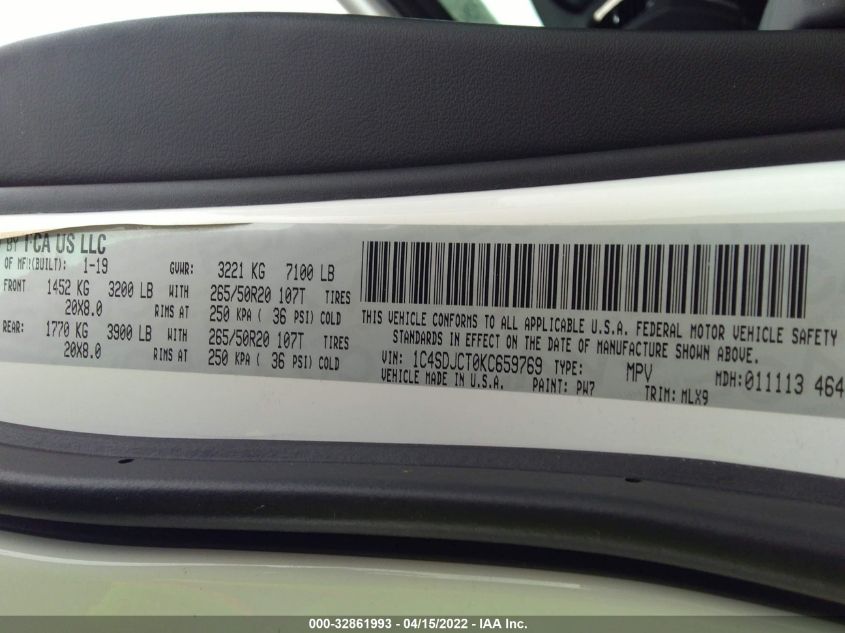 BY FCA US LLC
OF MFR(BUILT): 1-19 GVWR: 3221 KG 7100 LB
FRONT 1452 KG 3200 LB WITH 265/50R20 107T TIRES
20X8.0 RIMS AT 250 KPA ( 36 PSI) COLD
REAR: 1770 KG 3900 LB WITH 265/50R20 107T TIRES
20X8.0 RIMS AT 250 KPA ( 36 PSI) COLD
THIS VEHICLE CONFORMS TO ALL APPLICABLE U.S.A. FEDERAL MOTOR VEHICLE SAFETY
STANDARDS IN EFFECT ON THE DATE OF MANUFACTURE SHOWN ABOVE.
VIN: 1C4SDJCT0KC659769 TYPE: MPV MDH:011113 464
VEHICLE MADE IN U.S.A. PAINT: PW7 TRIM: MLX9
000-32861993 - 04/15/2022 - IAA Inc.